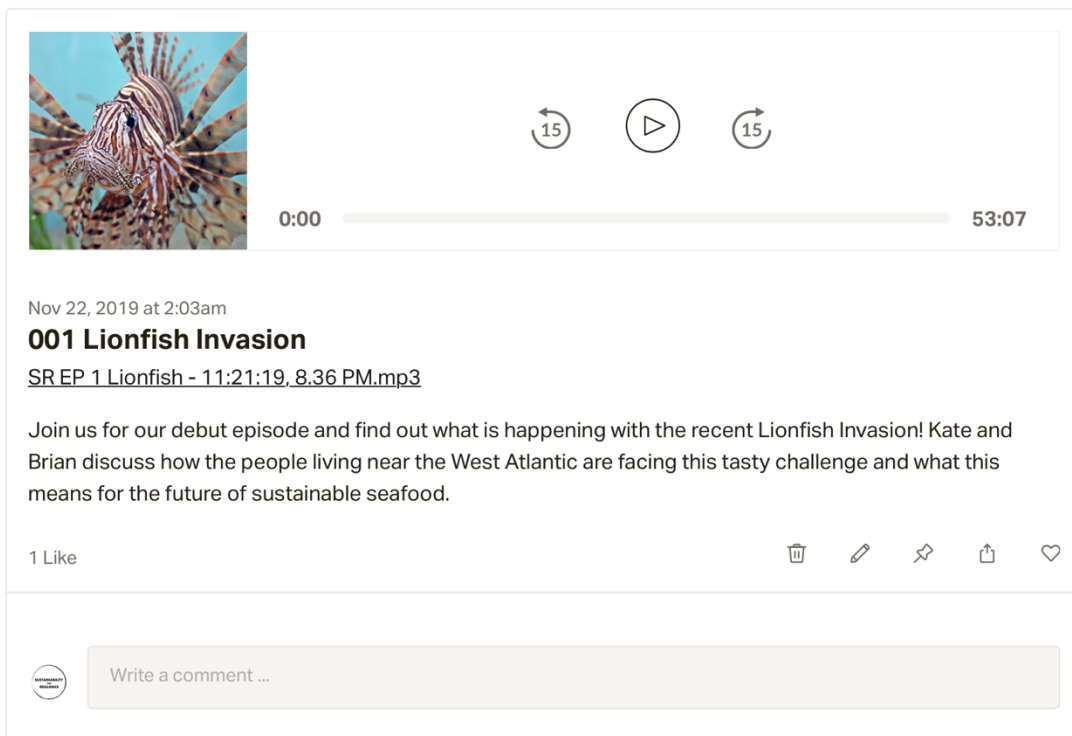 15
15
0:00
53:07
Nov 22, 2019 at 2:03am
001 Lionfish Invasion
SR EP 1 Lionfish - 11:21:19, 8.36 PM.mp3
Join us for our debut episode and find out what is happening with the recent Lionfish Invasion! Kate and
Brian discuss how the people living near the West Atlantic are facing this tasty challenge and what this
means for the future of sustainable seafood.
1 Like
SUSTAINABILITY
RESILIENCE
Write a comment ...